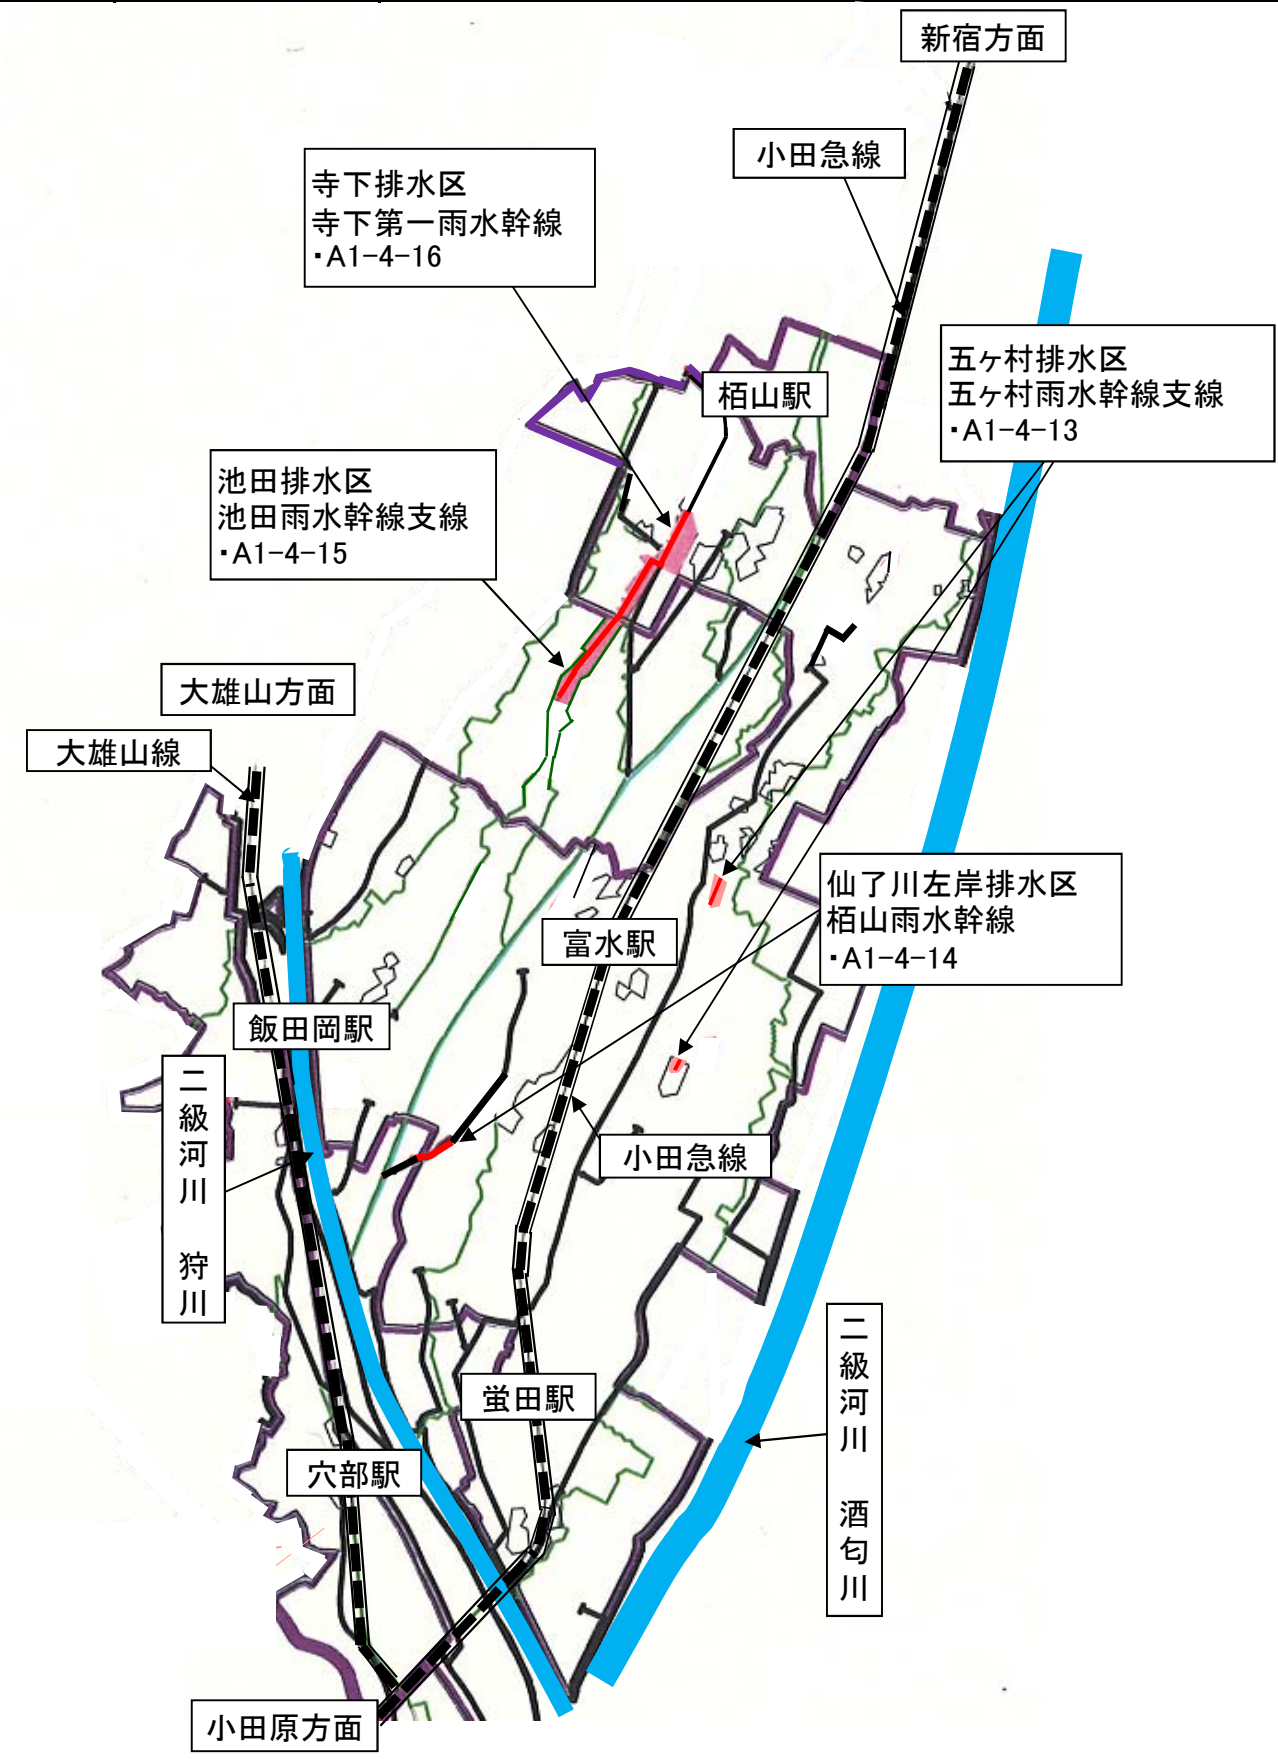 新宿方面
小田急線
寺下排水区
寺下第一雨水幹線
・A1-4-16
五ヶ村排水区
五ヶ村雨水幹線支線
・A1-4-13
栢山駅
池田排水区
池田雨水幹線支線
・A1-4-15
大雄山方面
大雄山線
仙了川左岸排水区
栢山雨水幹線
・A1-4-14
富水駅
飯田岡駅
二級河川 狩川
小田急線
二級河川 酒匂川
蛍田駅
穴部駅
小田原方面